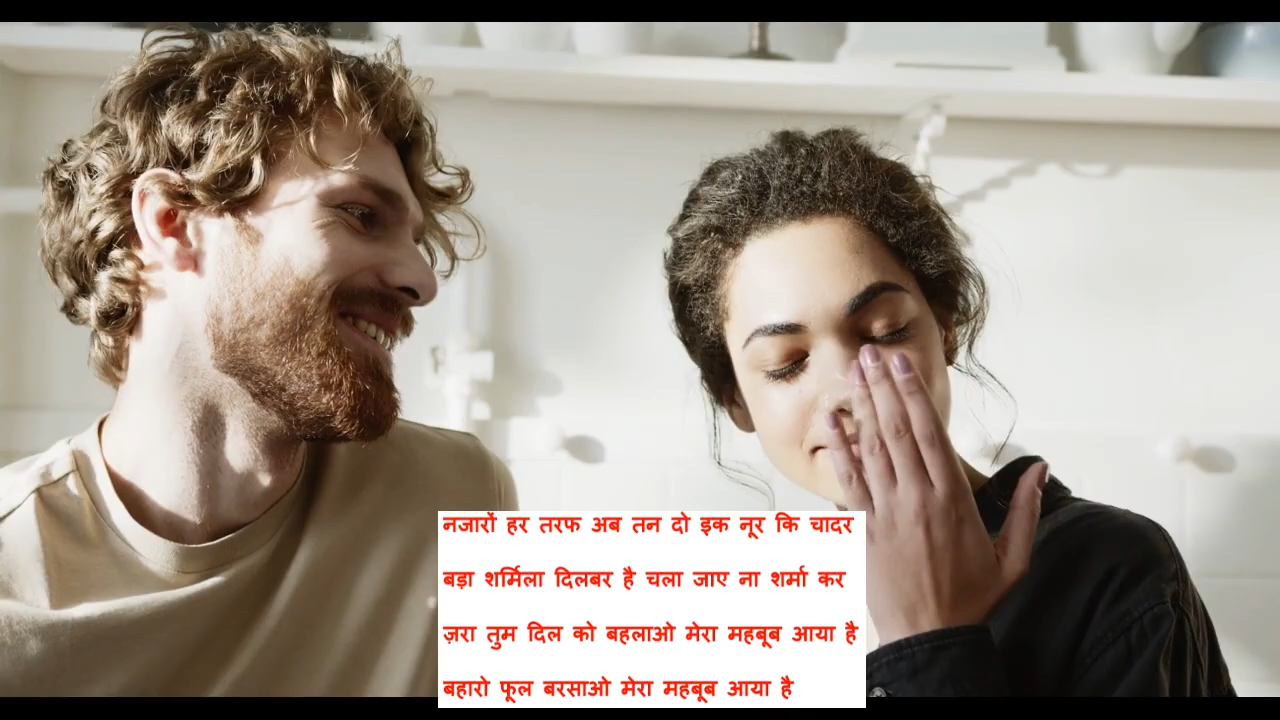 नजारों हर तरफ अब तन दो इक नूर कि चादर
बड़ा शर्मिला दिलबर है चला जाए ना शर्मा कर
ज़रा तुम दिल को बहलाओ मेरा महबूब आया है
बहारो फूल बरसाओ मेरा महबूब आया है